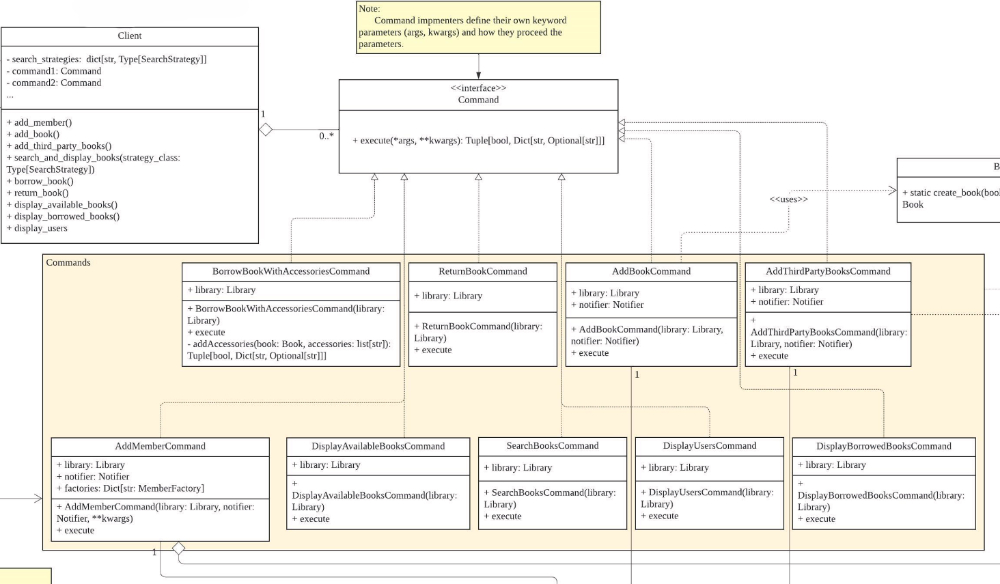 Note:
Command impmenters define their own keyword
parameters (args, kwargs) and how they proceed the
parameters.
Client
- search_strategies: dict[str, Type[SearchStrategy]]
- command1: Command
- command2: Command
...
+ add_member()
+ add_book()
+ add_third_party_books()
+ search_and_display_books(strategy_class:
Type[SearchStrategy])
+ borrow_book()
+ return_book()
+ display_available_books()
+ display_borrowed_books()
+ display_users
1
0..*
<<interface>>
Command
+ execute(*args, **kwargs): Tuple[bool, Dict[str, Optional[str]]]
<<uses>>
B
+ static create_book(bool
Book
Commands
BorrowBookWithAccessoriesCommand
+ library: Library
+ BorrowBookWithAccessoriesCommand(library:
Library)
+ execute
- addAccessories(book: Book, accessories: list[str]):
Tuple[bool, Dict[str, Optional[str]]]
ReturnBookCommand
+ library: Library
+ ReturnBookCommand(library:
Library)
+ execute
AddBookCommand
+ library: Library
+ notifier: Notifier
+ AddBookCommand(library: Library,
notifier: Notifier)
+ execute
1
AddThirdPartyBooksCommand
+ library: Library
+ notifier: Notifier
+
AddThirdPartyBooksCommand(library:
Library, notifier: Notifier)
+ execute
1
AddMemberCommand
+ library: Library
+ notifier: Notifier
+ factories: Dict[str: MemberFactory]
+ AddMemberCommand(library: Library, notifier:
Notifier, **kwargs)
+ execute
1
DisplayAvailableBooksCommand
+ library: Library
+
DisplayAvailableBooksCommand(library:
Library)
+ execute
SearchBooksCommand
+ library: Library
+ SearchBooksCommand(library:
Library)
+ execute
DisplayUsersCommand
+ library: Library
+ DisplayUsersCommand(library:
Library)
+ execute
DisplayBorrowedBooksCommand
+ library: Library
+
DisplayBorrowedBooksCommand(library:
Library)
+ execute